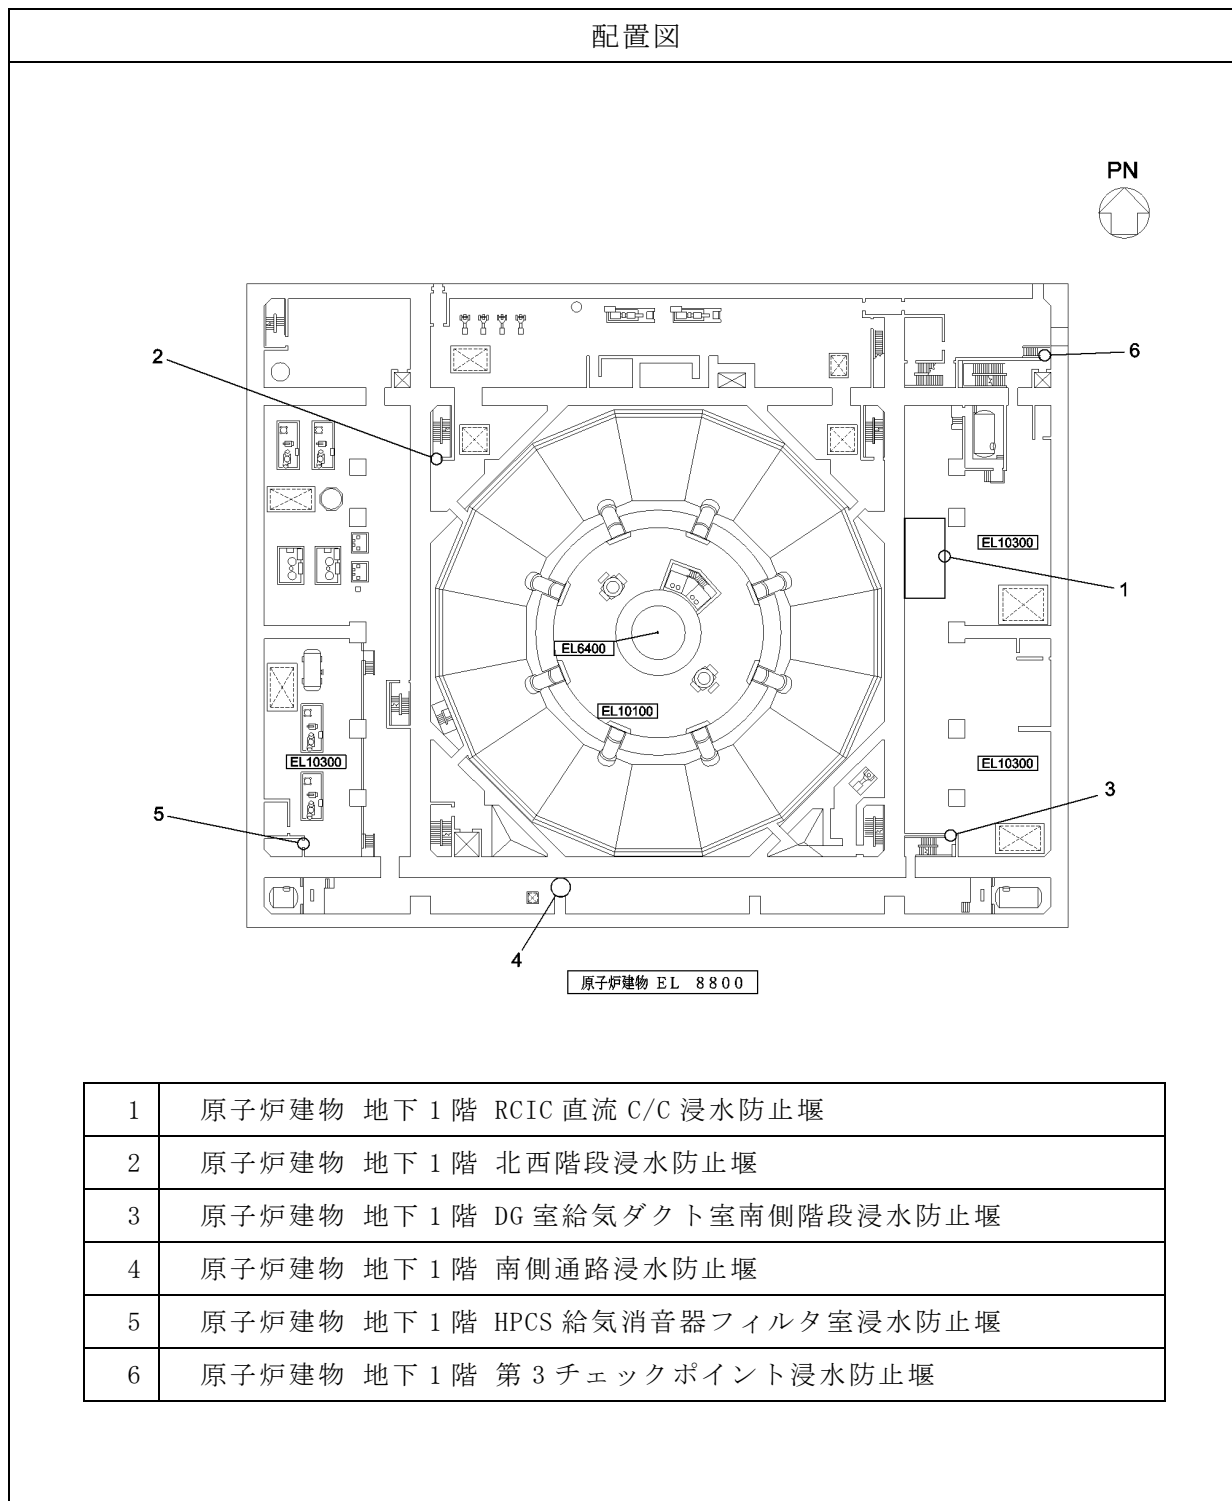 配置図
PN
2
6
EL10300
1
EL6400
EL10100
EL10300
EL10300
5
3
4
原子炉建物 EL 8800
1 原子炉建物 地下1階 RCIC直流C/C浸水防止堰
2 原子炉建物 地下1階 北西階段浸水防止堰
3 原子炉建物 地下1階 DG室給気ダクト室南側階段浸水防止堰
4 原子炉建物 地下1階 南側通路浸水防止堰
5 原子炉建物 地下1階 HPCS給気消音器フィルタ室浸水防止堰
6 原子炉建物 地下1階 第3チェックポイント浸水防止堰